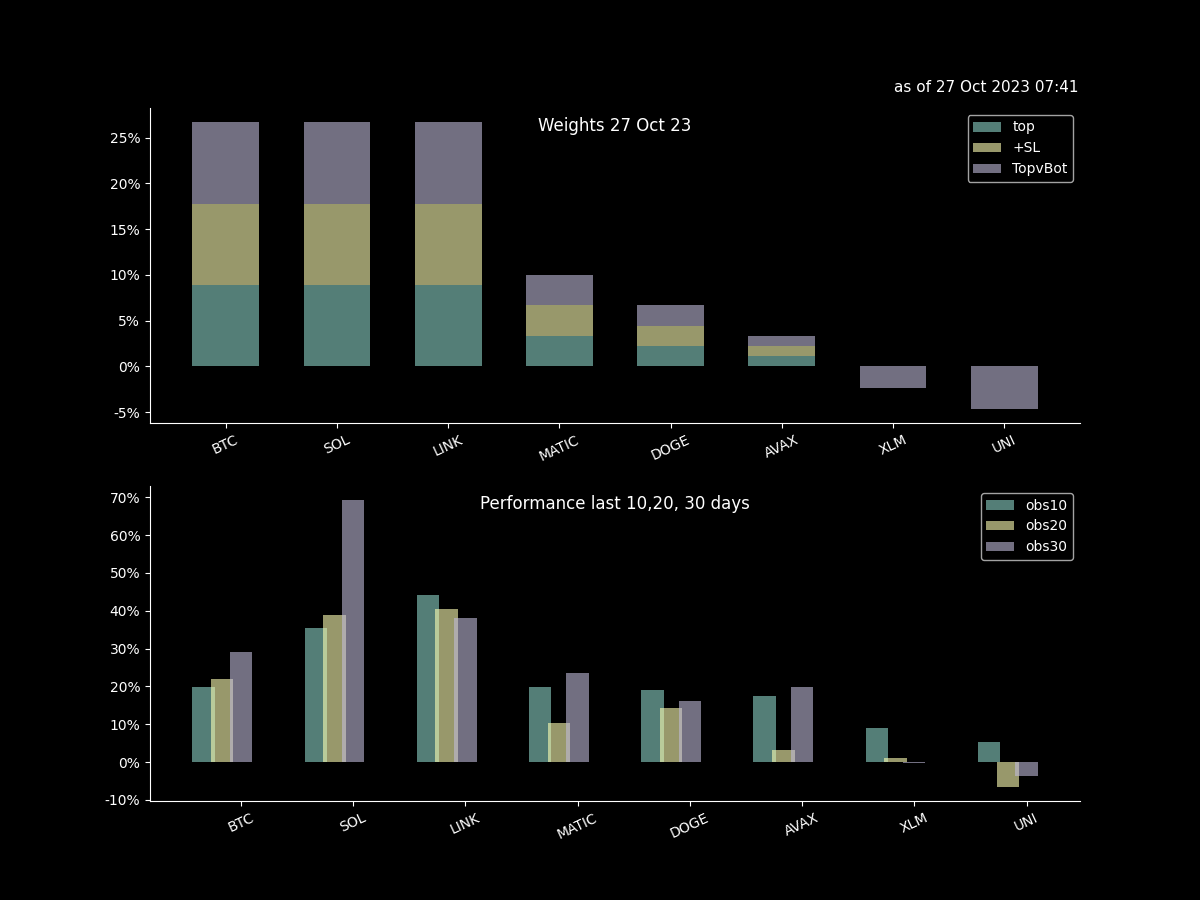 as of 27 Oct 2023 07:41
Weights 27 Oct 23
top
+SL
TopvBot
25%
20%
15%
10%
5%
0%
-5%
BTC SOL LINK MATIC DOGE AVAX XLM UNI
Performance last 10,20, 30 days
obs10
obs20
obs30
70%
60%
50%
40%
30%
20%
10%
0%
-10%
BTC SOL LINK MATIC DOGE AVAX XLM UNI